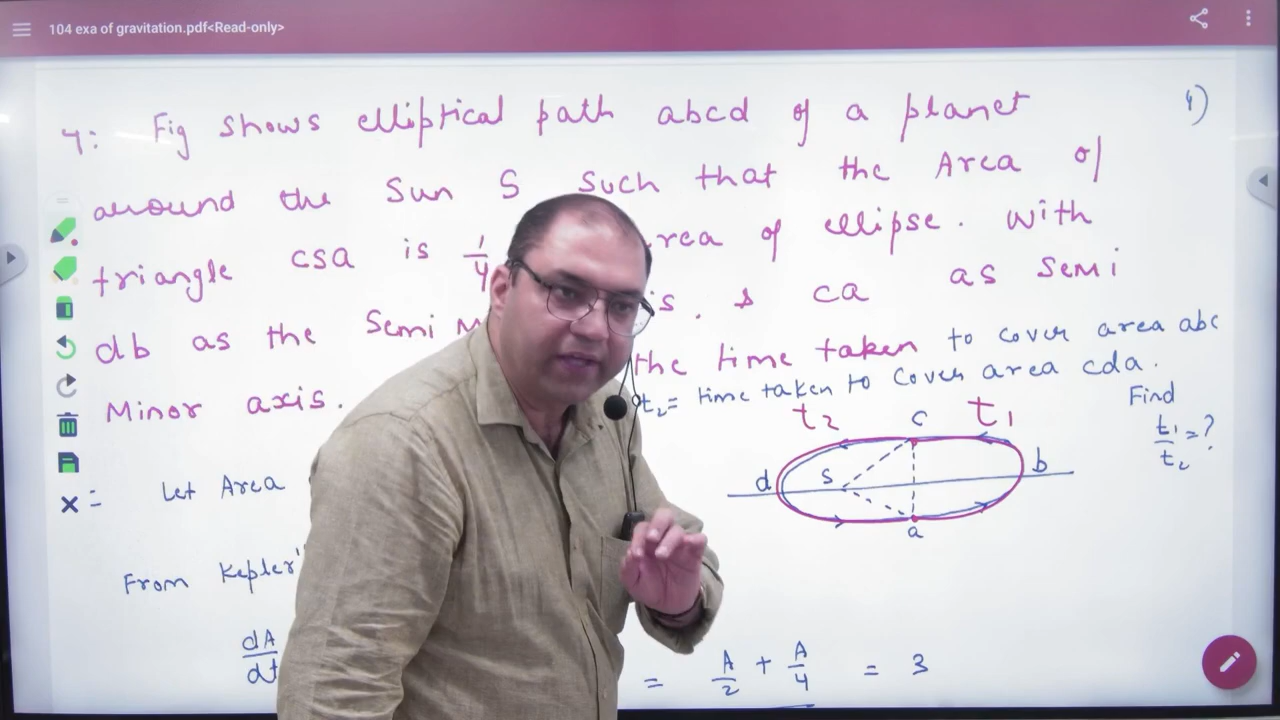 104 exa of gravitation.pdf<Read-only>
4: Fig shows elliptical path abcd of a planet
4)
around the Sun S such that the Area of
triangle csa is 1/4 area of ellipse. With
db as the Semi M is. & ca as semi
Minor axis. the time taken to cover area abc
t2 = time taken to cover area cda.
Find
t1/t2 = ?
t2 c t1
d s b
a
= Let Area
From Kepler's
dA/dt
= A/2 + A/4 = 3